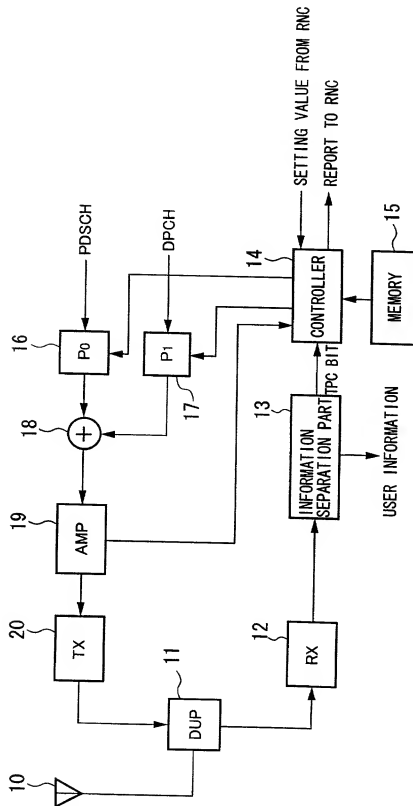 10
20
TX
19
AMP
18
+
16
P0
PDSCH
P1
17
DPCH
11
DUP
12
RX
13
INFORMATION
SEPARATION PART
TPC BIT
USER INFORMATION
14
CONTROLLER
SETTING VALUE FROM RNC
REPORT TO RNC
15
MEMORY